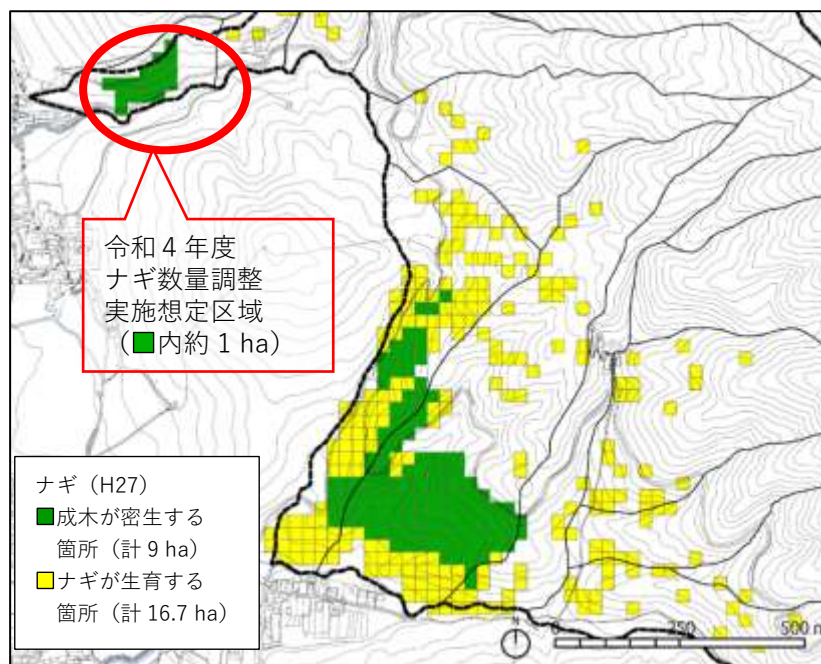 令和４年度
ナギ数量調整
実施想定区域
（■内約１ha）
ナギ（H27）
■成木が密生する
箇所（計 9 ha）
■ナギが生育する
箇所（計 16.7 ha）
N
0 250 500 m